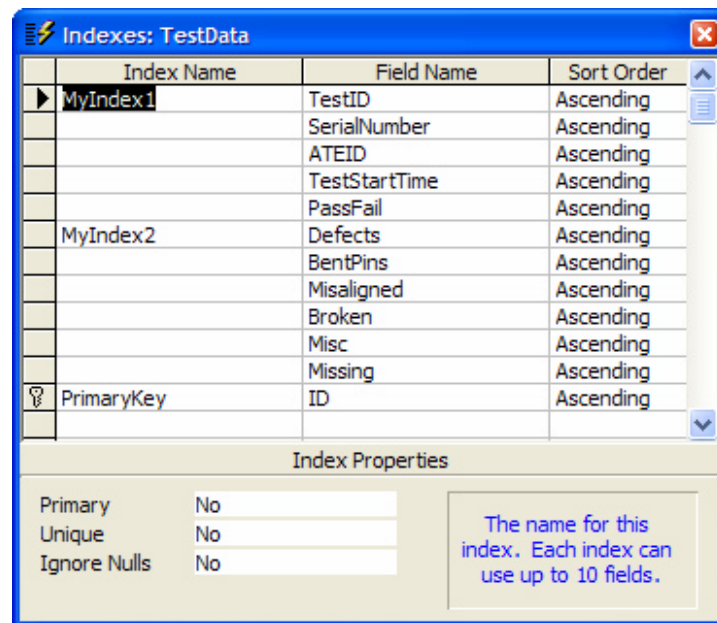 Indexes: TestData
Index Name Field Name Sort Order
MyIndex1 TestID Ascending
SerialNumber Ascending
ATEID Ascending
TestStartTime Ascending
PassFail Ascending
MyIndex2 Defects Ascending
BentPins Ascending
Misaligned Ascending
Broken Ascending
Misc Ascending
Missing Ascending
PrimaryKey ID Ascending
Index Properties
Primary No
Unique No
Ignore Nulls No
The name for this
index. Each index can
use up to 10 fields.